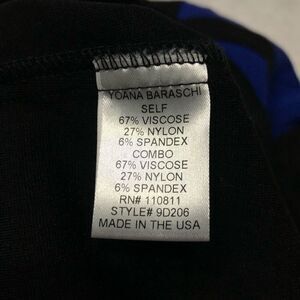 YOANA BARASCHI
SELF
67% VISCOSE
27% NYLON
6% SPANDEX
COMBO
67% VISCOSE
27% NYLON
6% SPANDEX
RN# 110811
STYLE# 9D206
MADE IN THE USA